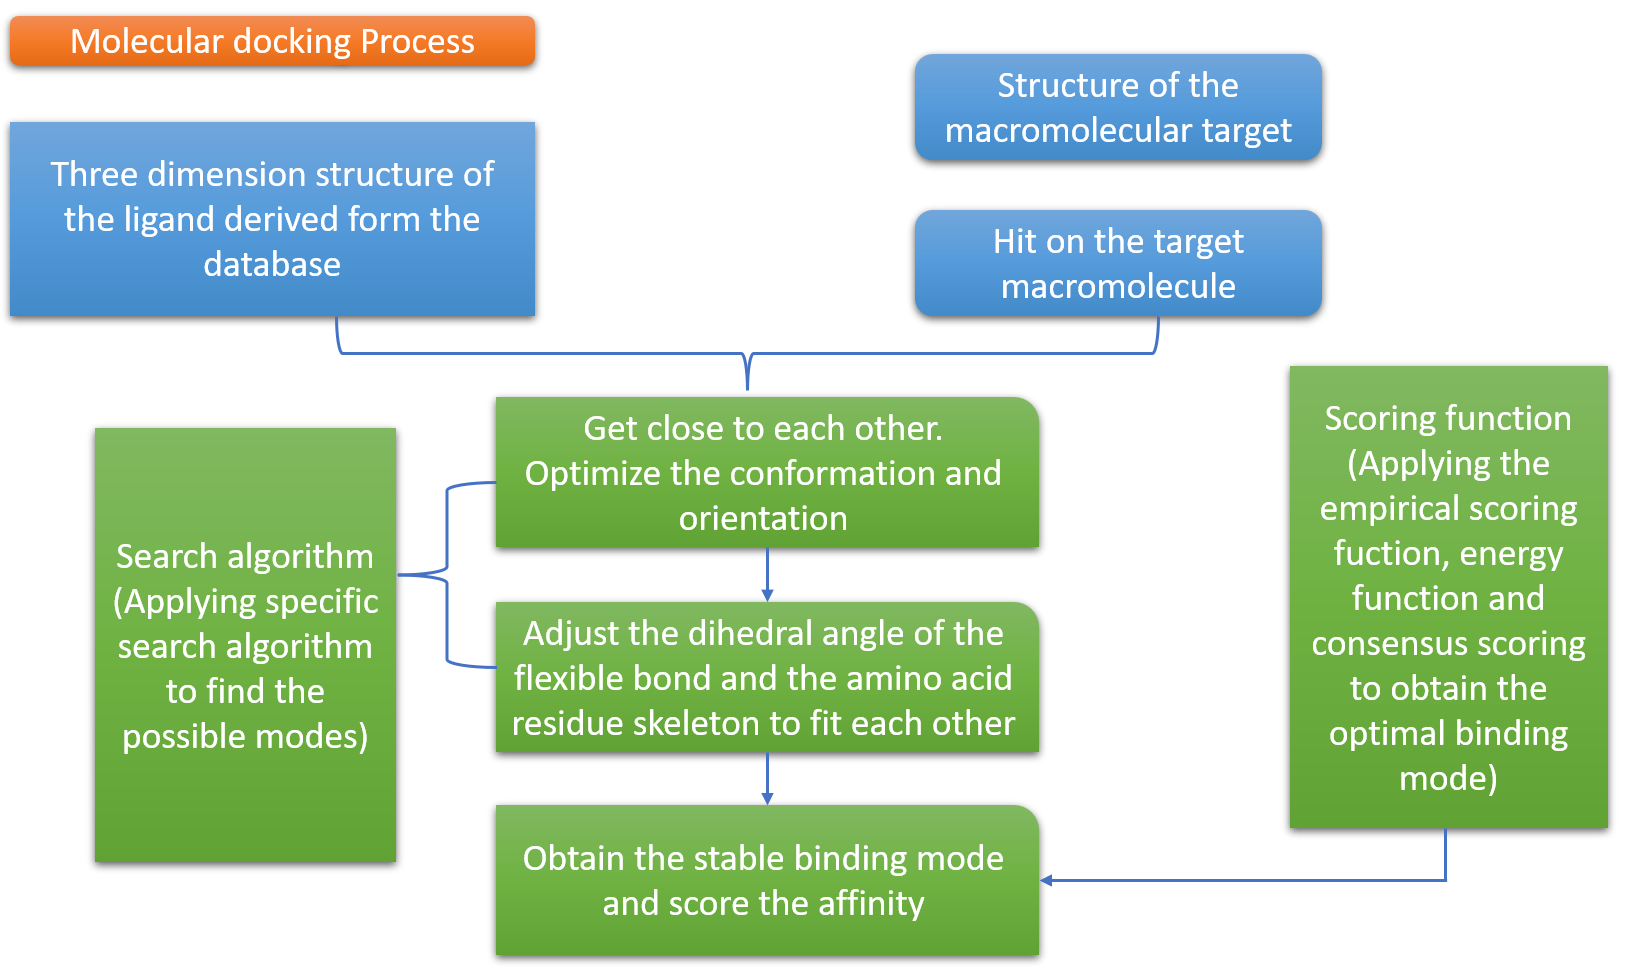 Molecular docking Process
Structure of the
macromolecular target
Three dimension structure of
the ligand derived form the
database
Hit on the target
macromolecule
Get close to each other.
Optimize the conformation and
orientation
Search algorithm
(Applying specific
search algorithm
to find the
possible modes)
Adjust the dihedral angle of the
flexible bond and the amino acid
residue skeleton to fit each other
Scoring function
(Applying the
empirical scoring
fuction, energy
function and
consensus scoring
to obtain the
optimal binding
mode)
Obtain the stable binding mode
and score the affinity